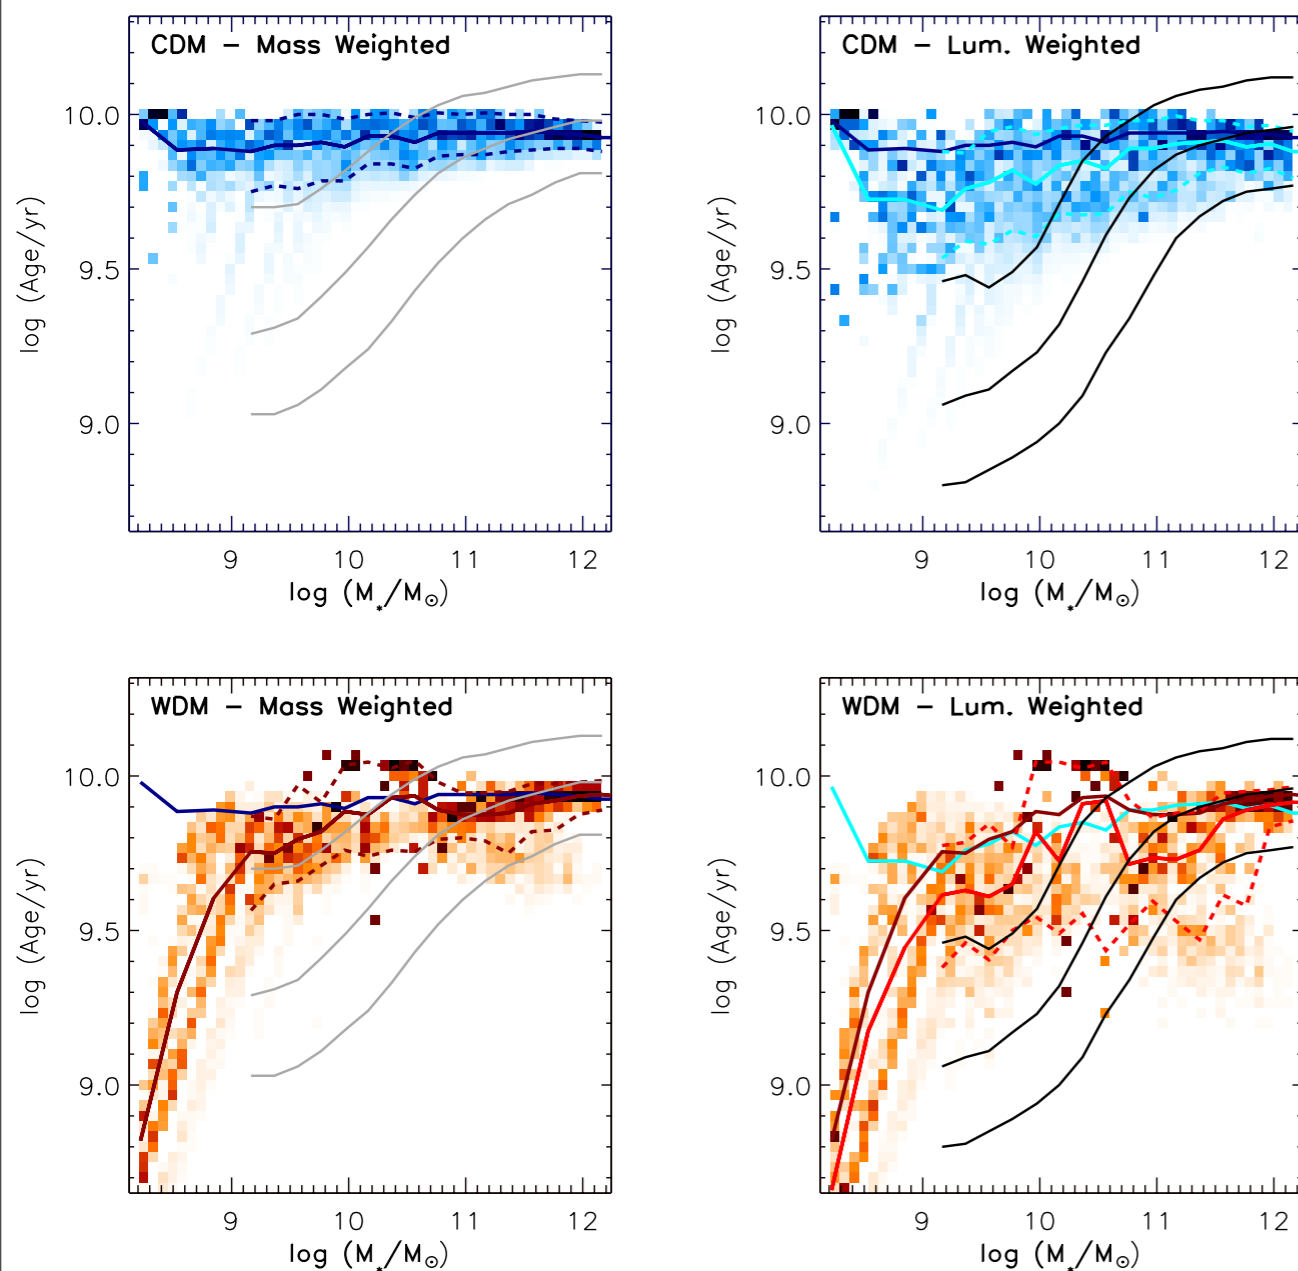 CDM – Mass Weighted
10.0
9.5
9.0
log (Age/yr)
9 10 11 12
log (M*/M☉)
CDM – Lum. Weighted
10.0
9.5
9.0
log (Age/yr)
9 10 11 12
log (M*/M☉)
WDM – Mass Weighted
10.0
9.5
9.0
log (Age/yr)
9 10 11 12
log (M*/M☉)
WDM – Lum. Weighted
10.0
9.5
9.0
log (Age/yr)
9 10 11 12
log (M*/M☉)